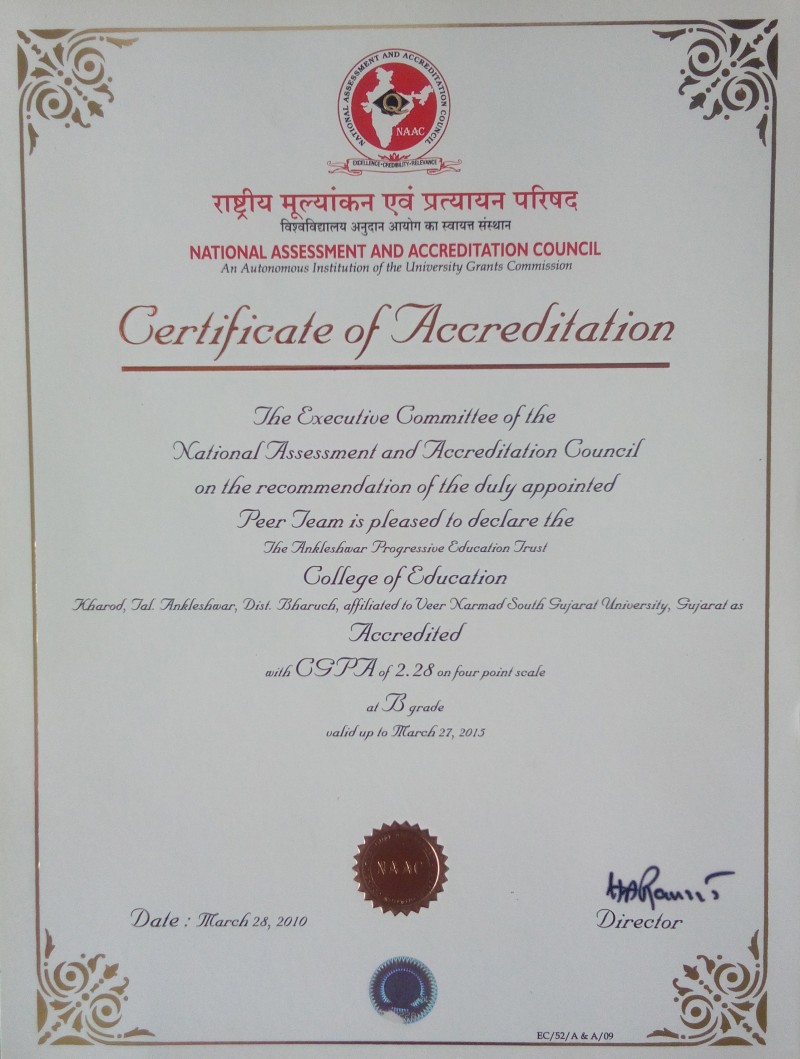 NATIONAL ASSESSMENT AND ACCREDITATION COUNCIL
Q
NAAC
EXCELLENCE•CREDIBILITY•RELEVANCE
राष्ट्रीय मूल्यांकन एवं प्रत्यायन परिषद
विश्वविद्यालय अनुदान आयोग का स्वायत्त संस्थान
NATIONAL ASSESSMENT AND ACCREDITATION COUNCIL
An Autonomous Institution of the University Grants Commission
Certificate of Accreditation
The Executive Committee of the
National Assessment and Accreditation Council
on the recommendation of the duly appointed
Peer Team is pleased to declare the
The Ankleshwar Progressive Education Trust
College of Education
Kharod, Tal. Ankleshwar, Dist. Bharuch, affiliated to Veer Narmad South Gujarat University, Gujarat as
Accredited
with CGPA of 2.28 on four point scale
at B grade
valid up to March 27, 2015
NAAC
Date : March 28, 2010
Director
EC/52/A & A/09